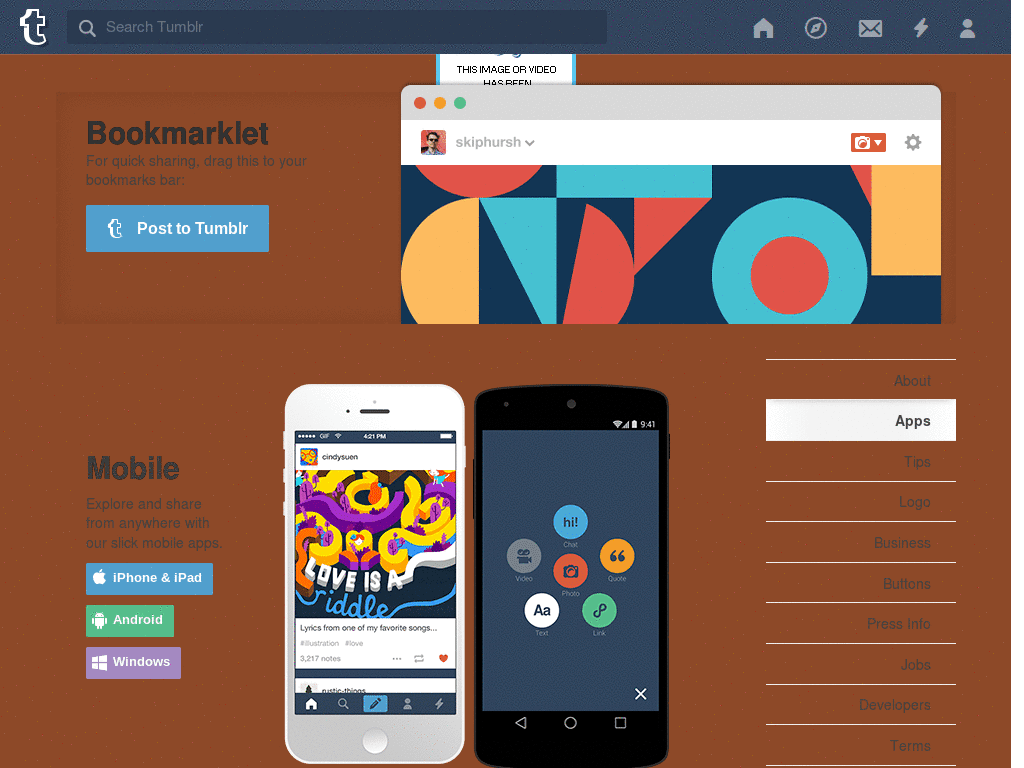 Search Tumblr
THIS IMAGE OR VIDEO
HAS BEEN
Bookmarklet
For quick sharing, drag this to your
bookmarks bar:
Post to Tumblr
skiphursh
About
Apps
Tips
Logo
Business
Buttons
Press Info
Jobs
Developers
Terms
Mobile
Explore and share
from anywhere with
our slick mobile apps.
iPhone & iPad
Android
Windows
GIF 4:21 PM
cindysuen
LOVE IS A
riddle
Lyrics from one of my favorite songs...
#illustration #love
3,217 notes
rustic-things
9:41
hi!
Chat
Video
Quote
Photo
Aa
Text
Link